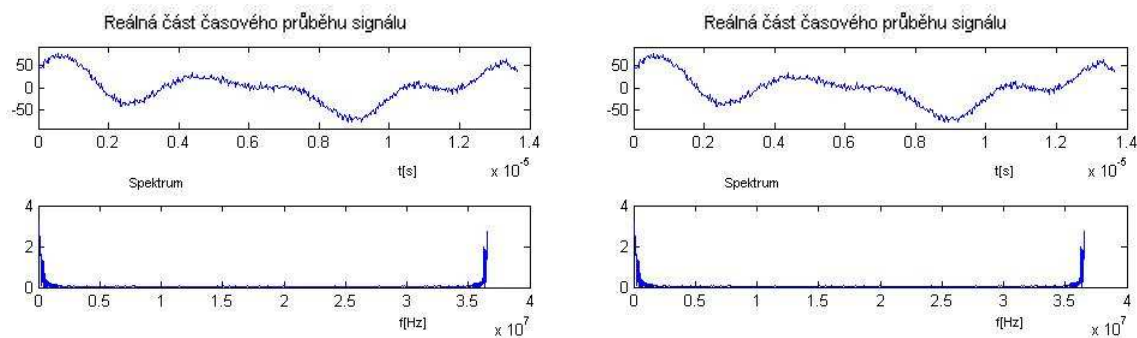 Reálná část časového průběhu signálu
50
0
-50
0 0.2 0.4 0.6 0.8 1 1.2 1.4
t[s] x 10^-5
Spektrum
4
2
0
0 0.5 1 1.5 2 2.5 3 3.5 4
f[Hz] x 10^7
Reálná část časového průběhu signálu
50
0
-50
0 0.2 0.4 0.6 0.8 1 1.2 1.4
t[s] x 10^-5
Spektrum
4
2
0
0 0.5 1 1.5 2 2.5 3 3.5 4
f[Hz] x 10^7